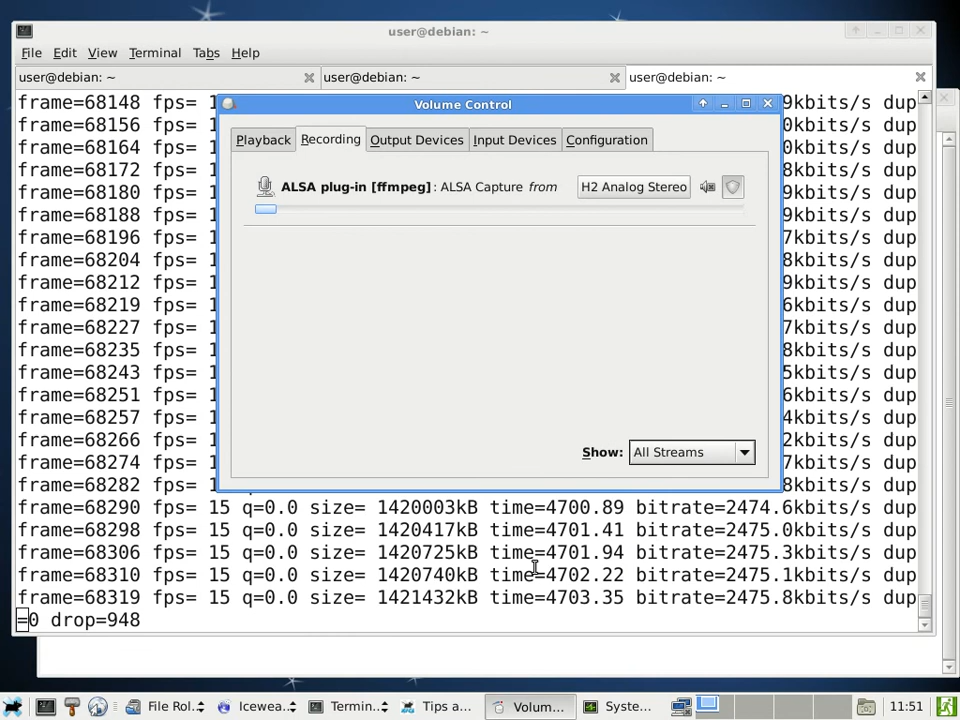 user@debian: ~
File Edit View Terminal Tabs Help
user@debian: ~ user@debian: ~ user@debian: ~
Volume Control
Playback Recording Output Devices Input Devices Configuration
ALSA plug-in [ffmpeg] : ALSA Capture from H2 Analog Stereo
Show: All Streams
frame=68148 fps= 1 9kbits/s dup
frame=68156 fps= 1 0kbits/s dup
frame=68164 fps= 1 0kbits/s dup
frame=68172 fps= 1 8kbits/s dup
frame=68180 fps= 1 9kbits/s dup
frame=68188 fps= 1 9kbits/s dup
frame=68196 fps= 1 7kbits/s dup
frame=68204 fps= 1 8kbits/s dup
frame=68212 fps= 1 9kbits/s dup
frame=68219 fps= 1 6kbits/s dup
frame=68227 fps= 1 7kbits/s dup
frame=68235 fps= 1 8kbits/s dup
frame=68243 fps= 1 5kbits/s dup
frame=68251 fps= 1 6kbits/s dup
frame=68257 fps= 1 4kbits/s dup
frame=68266 fps= 1 2kbits/s dup
frame=68274 fps= 1 7kbits/s dup
frame=68282 fps= 1 8kbits/s dup
frame=68290 fps= 15 q=0.0 size= 1420003kB time=4700.89 bitrate=2474.6kbits/s dup
frame=68298 fps= 15 q=0.0 size= 1420417kB time=4701.41 bitrate=2475.0kbits/s dup
frame=68306 fps= 15 q=0.0 size= 1420725kB time=4701.94 bitrate=2475.3kbits/s dup
frame=68310 fps= 15 q=0.0 size= 1420740kB time=4702.22 bitrate=2475.1kbits/s dup
frame=68319 fps= 15 q=0.0 size= 1421432kB time=4703.35 bitrate=2475.8kbits/s dup
=0 drop=948
File Rol... Icewea... Termin... Tips a... Volum... Syste... 11:51